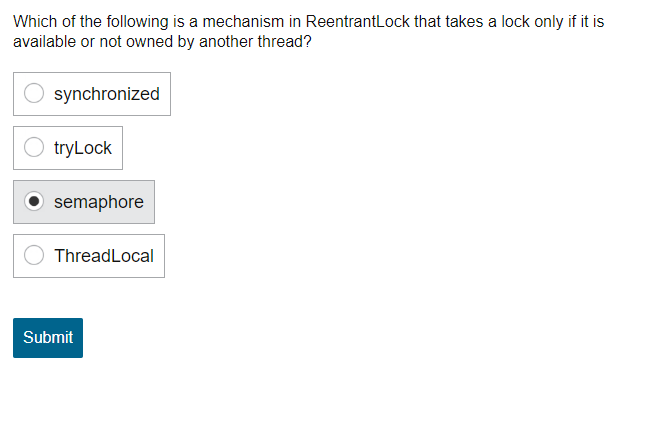 Which of the following is a mechanism in ReentrantLock that takes a lock only if it is
available or not owned by another thread?
synchronized
tryLock
semaphore
ThreadLocal
Submit